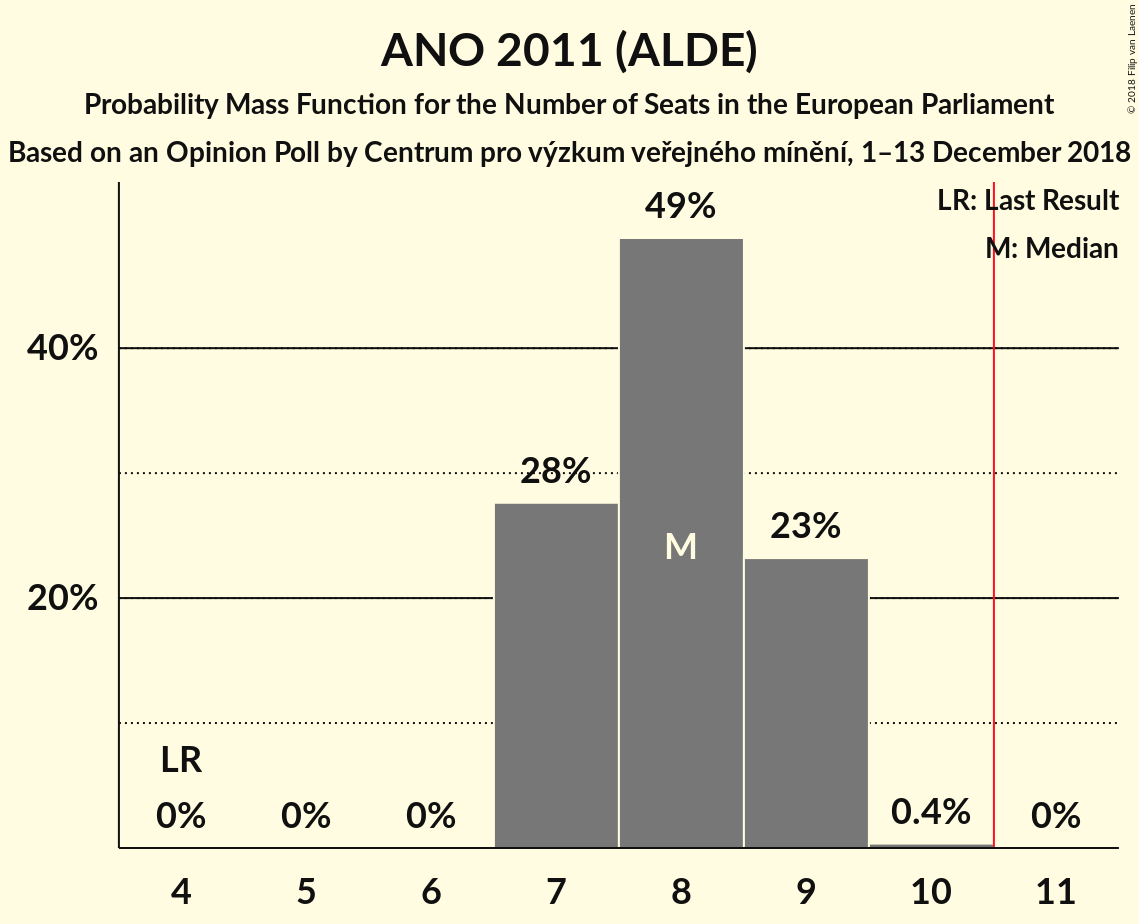 ANO 2011 (ALDE)
Probability Mass Function for the Number of Seats in the European Parliament
Based on an Opinion Poll by Centrum pro výzkum veřejného mínění, 1–13 December 2018
© 2018 Filip van Laenen
LR: Last Result
M: Median
49%
40%
28%
23%
M
20%
LR
0%
0%
0%
0.4%
0%
4
5
6
7
8
9
10
11